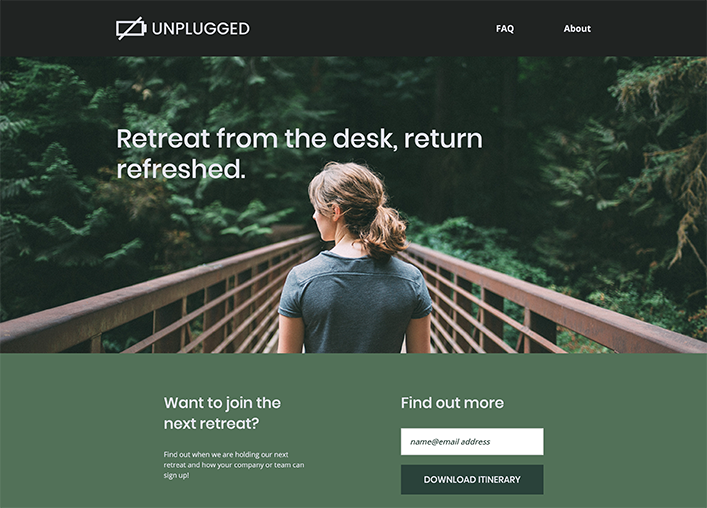 UNPLUGGED
FAQ
About
Retreat from the desk, return
refreshed.
Want to join the
next retreat?
Find out when we are holding our next
retreat and how your company or team can
sign up!
Find out more
name@email address
DOWNLOAD ITINERARY